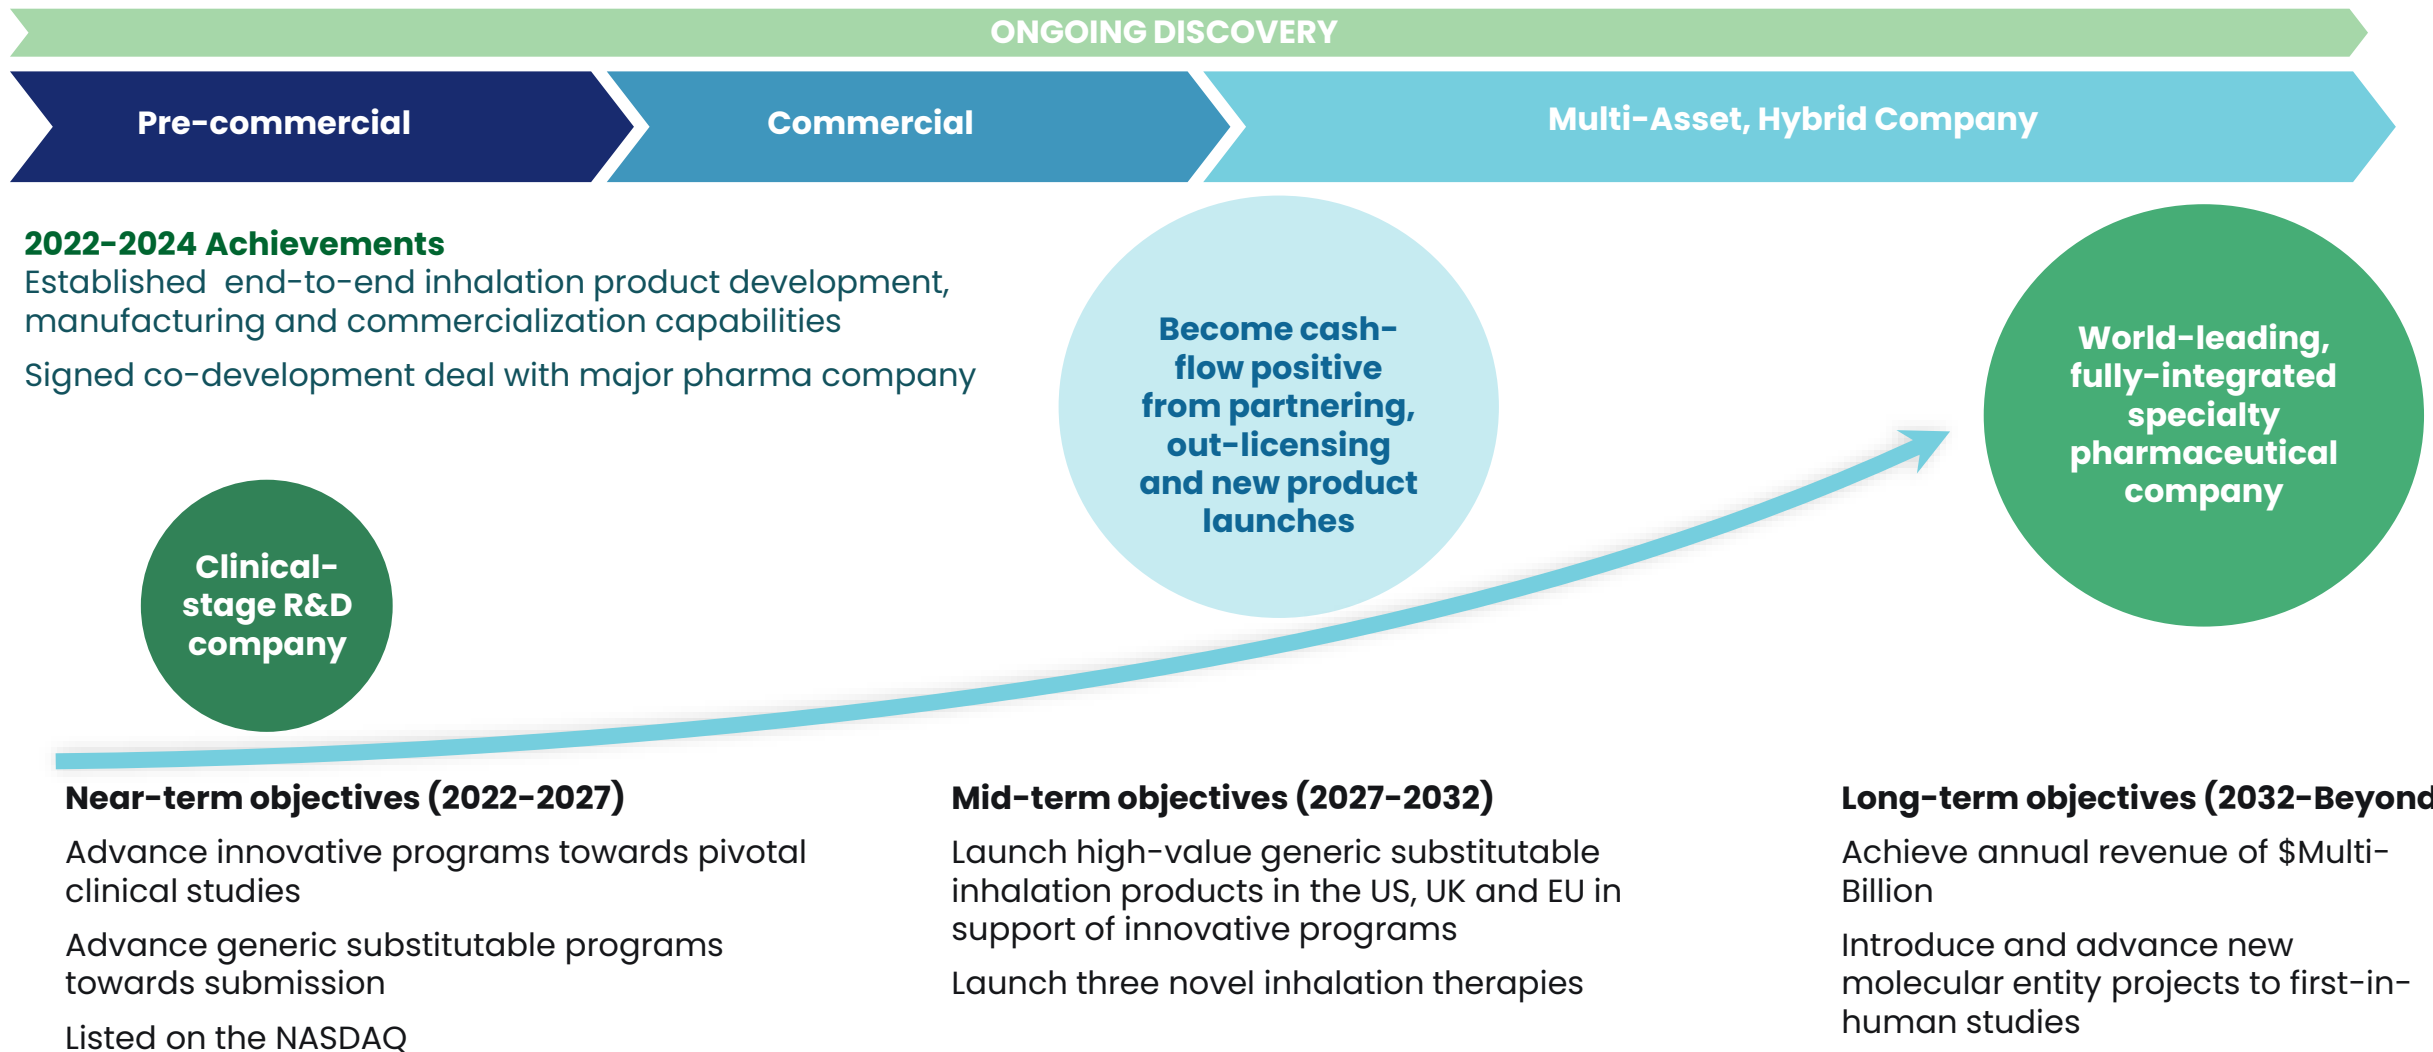 ONGOING DISCOVERY
Pre-commercial
Commercial
Multi-Asset, Hybrid Company
2022-2024 Achievements
Established end-to-end inhalation product development,
manufacturing and commercialization capabilities
Signed co-development deal with major pharma company
Clinical-
stage R&D
company
Become cash-
flow positive
from partnering,
out-licensing
and new product
launches
World-leading,
fully-integrated
specialty
pharmaceutical
company
Near-term objectives (2022-2027)
Advance innovative programs towards pivotal
clinical studies
Advance generic substitutable programs
towards submission
Listed on the NASDAQ
Mid-term objectives (2027-2032)
Launch high-value generic substitutable
inhalation products in the US, UK and EU in
support of innovative programs
Launch three novel inhalation therapies
Long-term objectives (2032-Beyond
Achieve annual revenue of $Multi-
Billion
Introduce and advance new
molecular entity projects to first-in-
human studies